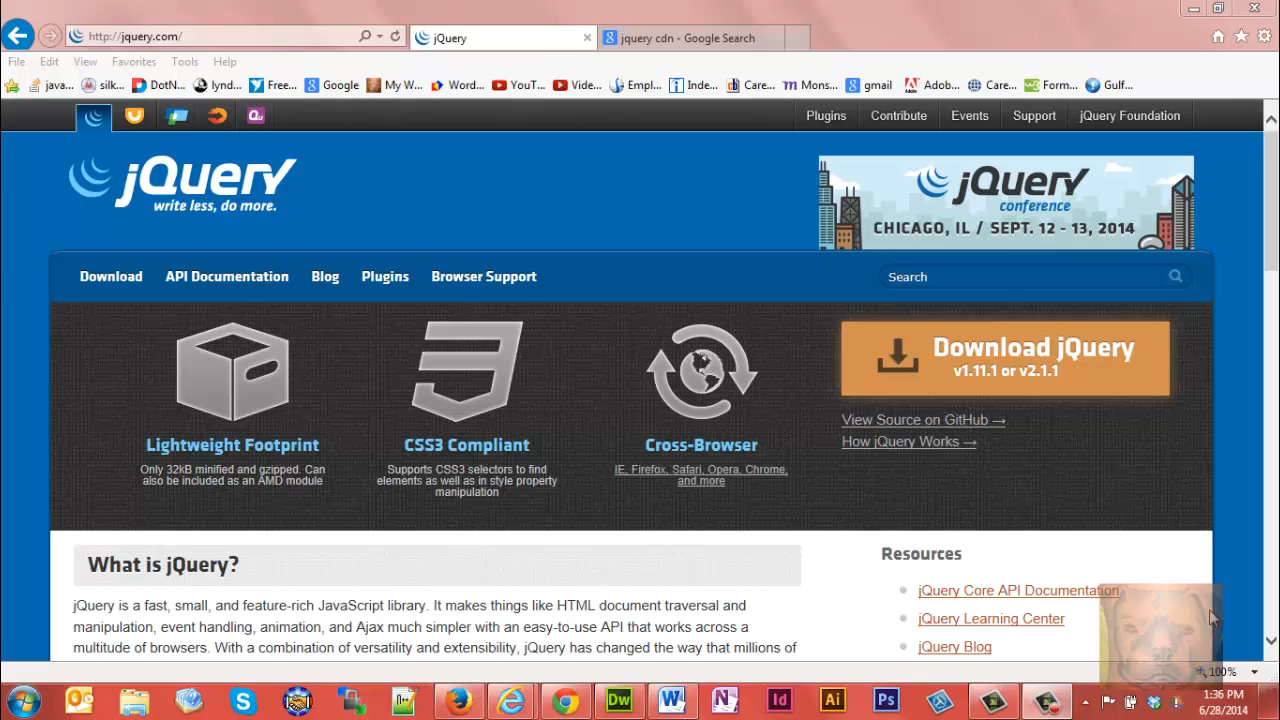 http://jquery.com/
jQuery
jquery cdn - Google Search
File Edit View Favorites Tools Help
java... silk... DotN... lynd... Free... Google My W... Word... YouT... Vide... Empl... Inde... Care... Mons... gmail Adob... Care... Form... Gulf...
Plugins Contribute Events Support jQuery Foundation
jQuery
write less, do more.
jQuery
conference
CHICAGO, IL / SEPT. 12 - 13, 2014
Download API Documentation Blog Plugins Browser Support Search
Download jQuery
v1.11.1 or v2.1.1
View Source on GitHub →
How jQuery Works →
Lightweight Footprint
Only 32kB minified and gzipped. Can
also be included as an AMD module
CSS3 Compliant
Supports CSS3 selectors to find
elements as well as in style property
manipulation
Cross-Browser
IE, Firefox, Safari, Opera, Chrome,
and more
What is jQuery?
jQuery is a fast, small, and feature-rich JavaScript library. It makes things like HTML document traversal and
manipulation, event handling, animation, and Ajax much simpler with an easy-to-use API that works across a
multitude of browsers. With a combination of versatility and extensibility, jQuery has changed the way that millions of
Resources
jQuery Core API Documentation
jQuery Learning Center
jQuery Blog
100%
Dw W N Id Ai Ps
1:36 PM
6/28/2014